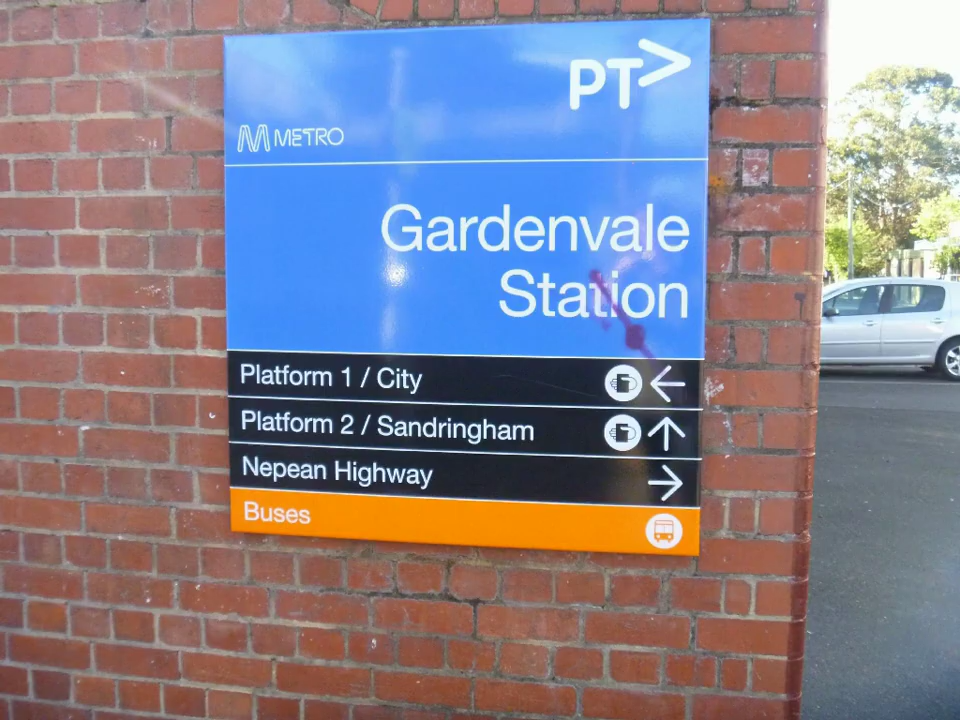 PT>
METRO
Gardenvale
Station
Platform 1 / City
Platform 2 / Sandringham
Nepean Highway
Buses